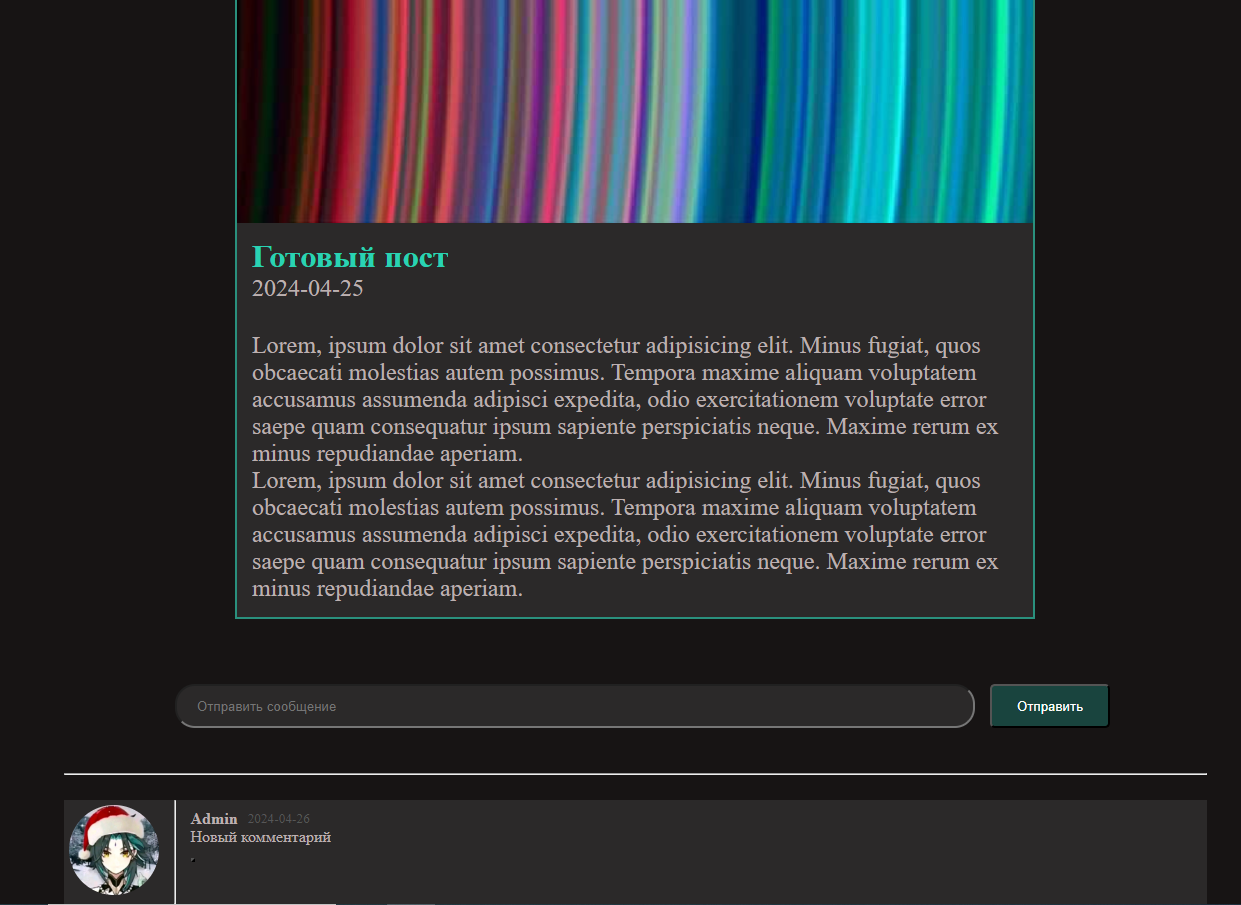 Готовый пост
2024-04-25
Lorem, ipsum dolor sit amet consectetur adipisicing elit. Minus fugiat, quos
obcaecati molestias autem possimus. Tempora maxime aliquam voluptatem
accusamus assumenda adipisci expedita, odio exercitationem voluptate error
saepe quam consequatur ipsum sapiente perspiciatis neque. Maxime rerum ex
minus repudiandae aperiam.
Lorem, ipsum dolor sit amet consectetur adipisicing elit. Minus fugiat, quos
obcaecati molestias autem possimus. Tempora maxime aliquam voluptatem
accusamus assumenda adipisci expedita, odio exercitationem voluptate error
saepe quam consequatur ipsum sapiente perspiciatis neque. Maxime rerum ex
minus repudiandae aperiam.
Отправить сообщение
Отправить
Admin 2024-04-26
Новый комментарий